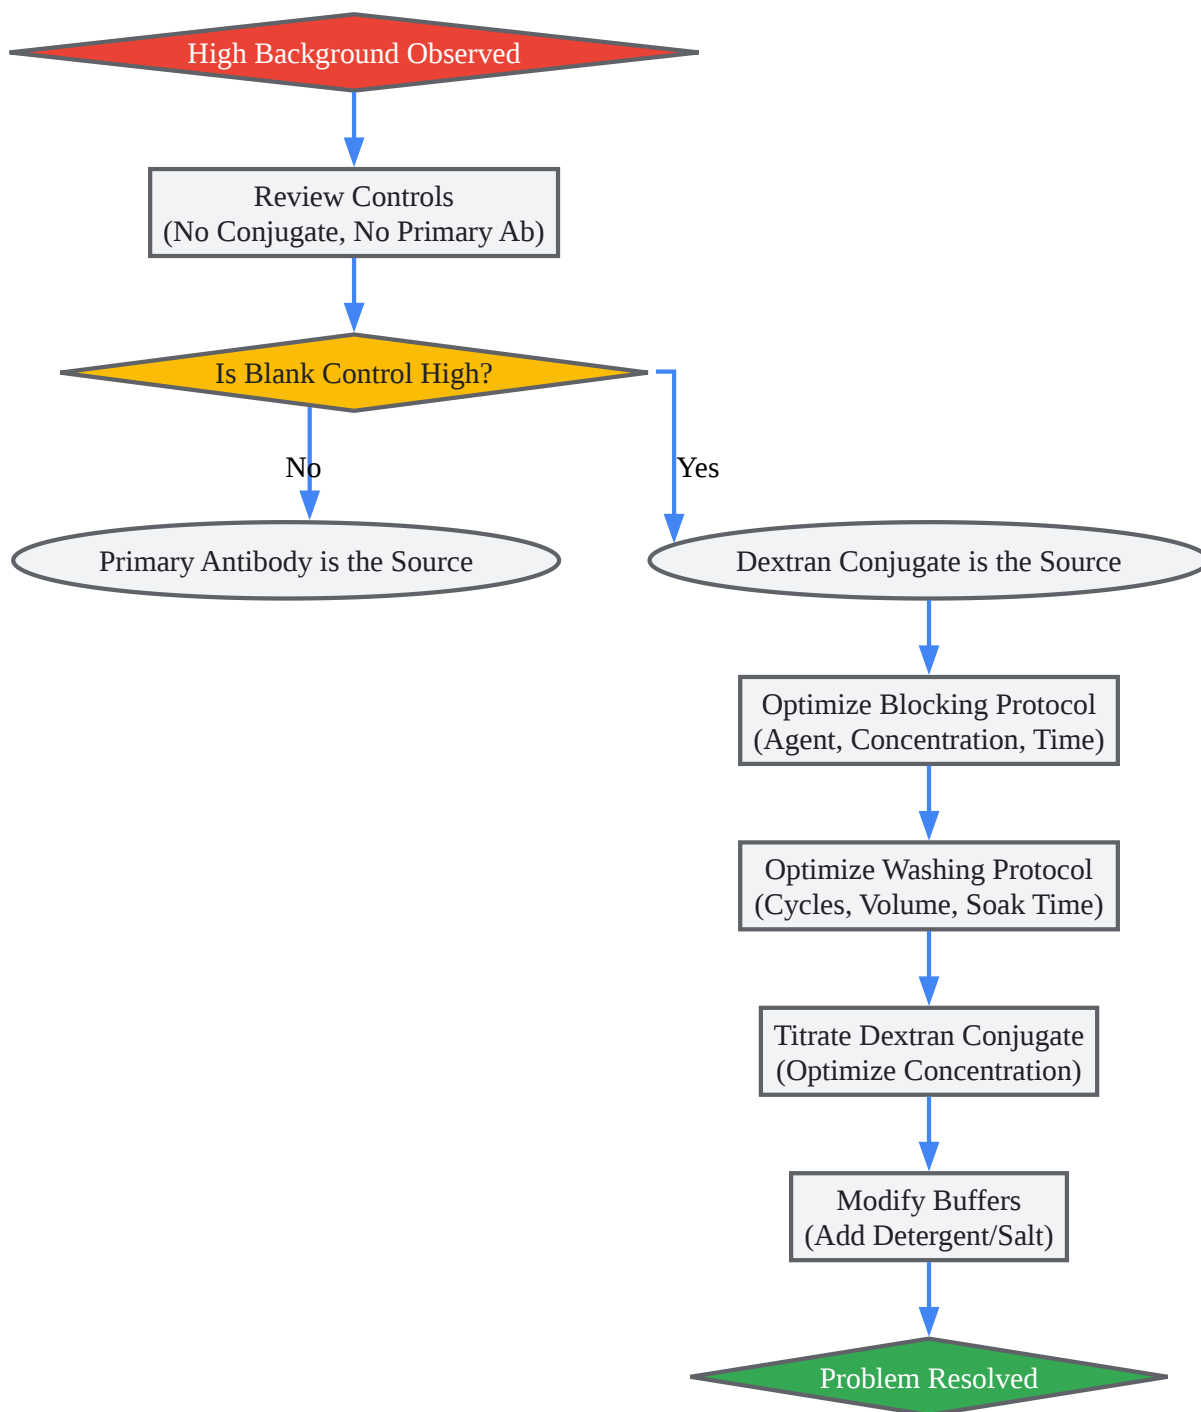 High Background Observed
Review Controls
(No Conjugate, No Primary Ab)
Is Blank Control High?
No
Yes
Primary Antibody is the Source
Dextran Conjugate is the Source
Optimize Blocking Protocol
(Agent, Concentration, Time)
Optimize Washing Protocol
(Cycles, Volume, Soak Time)
Titrate Dextran Conjugate
(Optimize Concentration)
Modify Buffers
(Add Detergent/Salt)
Problem Resolved